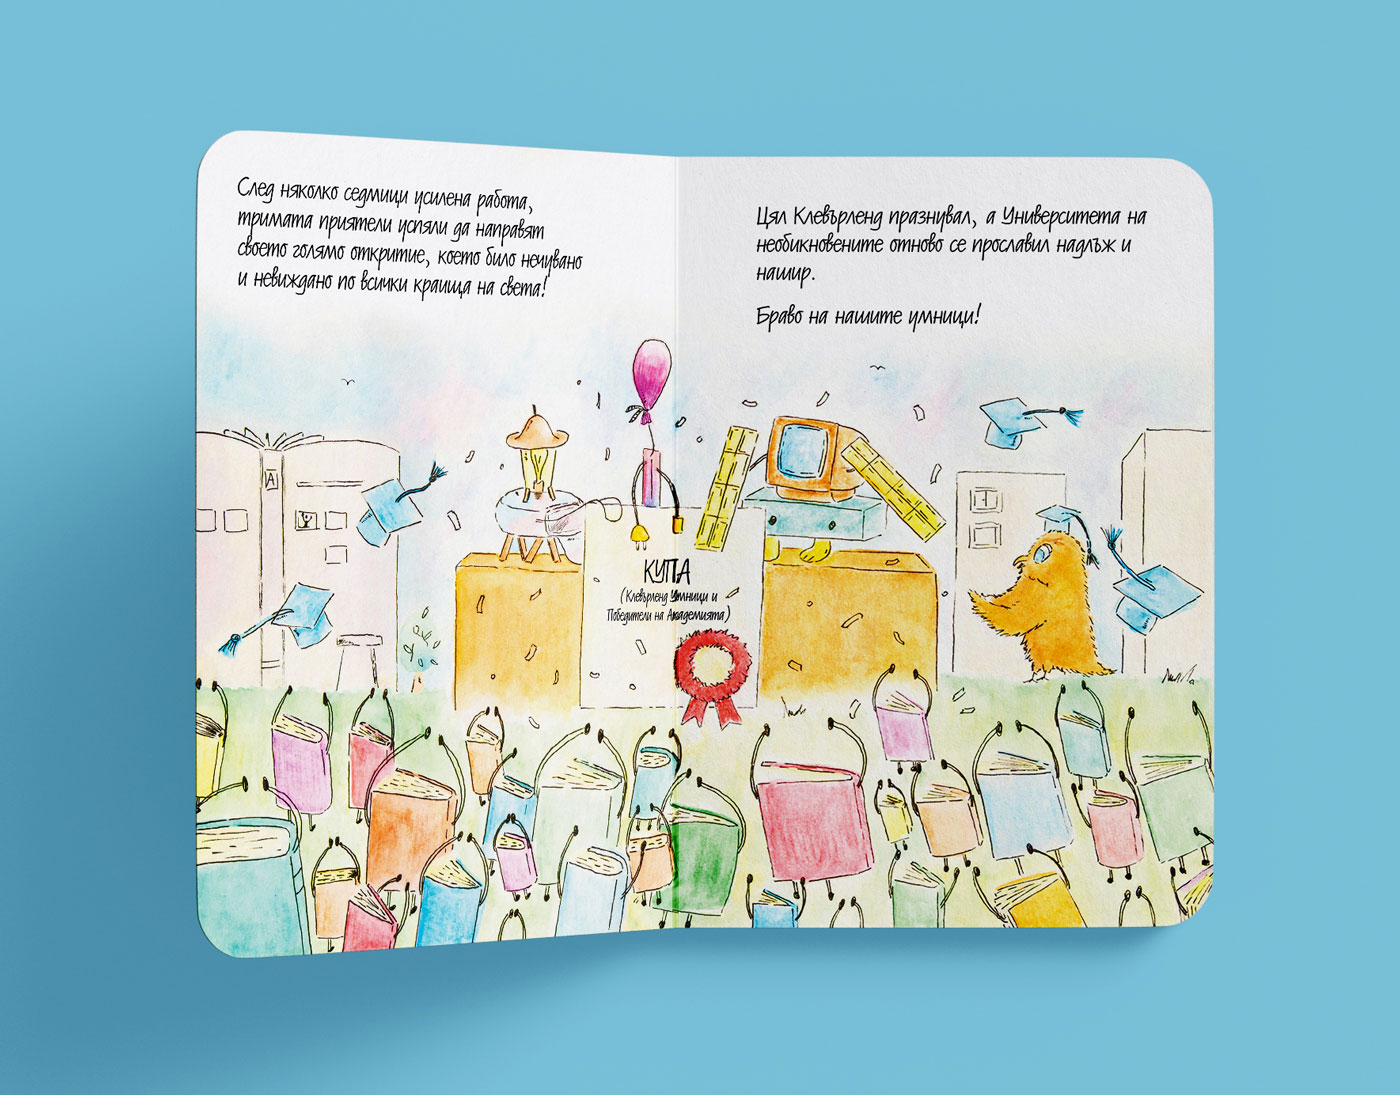 След няколко седмици усилена работа,
тримата приятели успяли да направят
своето голямо откритие, което било нечувано
и невиждано по всички краища на света!
Цял Клевърленд празнувал, а Университета на
необикновените отново се прославил надлъж и
нашир.
Браво на нашите умници!
A
КУПА
(Клевърленд Умници и
Победители на Академията)